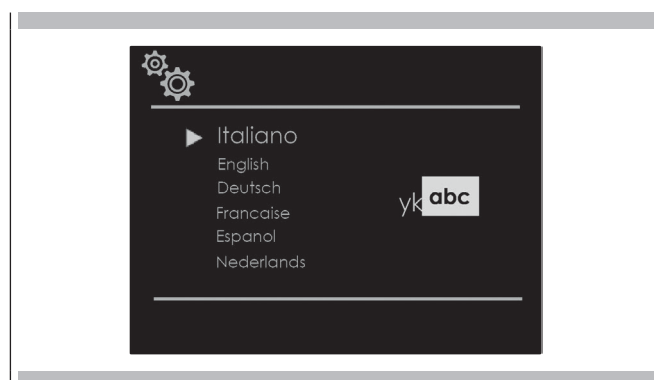 Italiano
English
Deutsch
Francaise
Espanol
Nederlands
yk abc